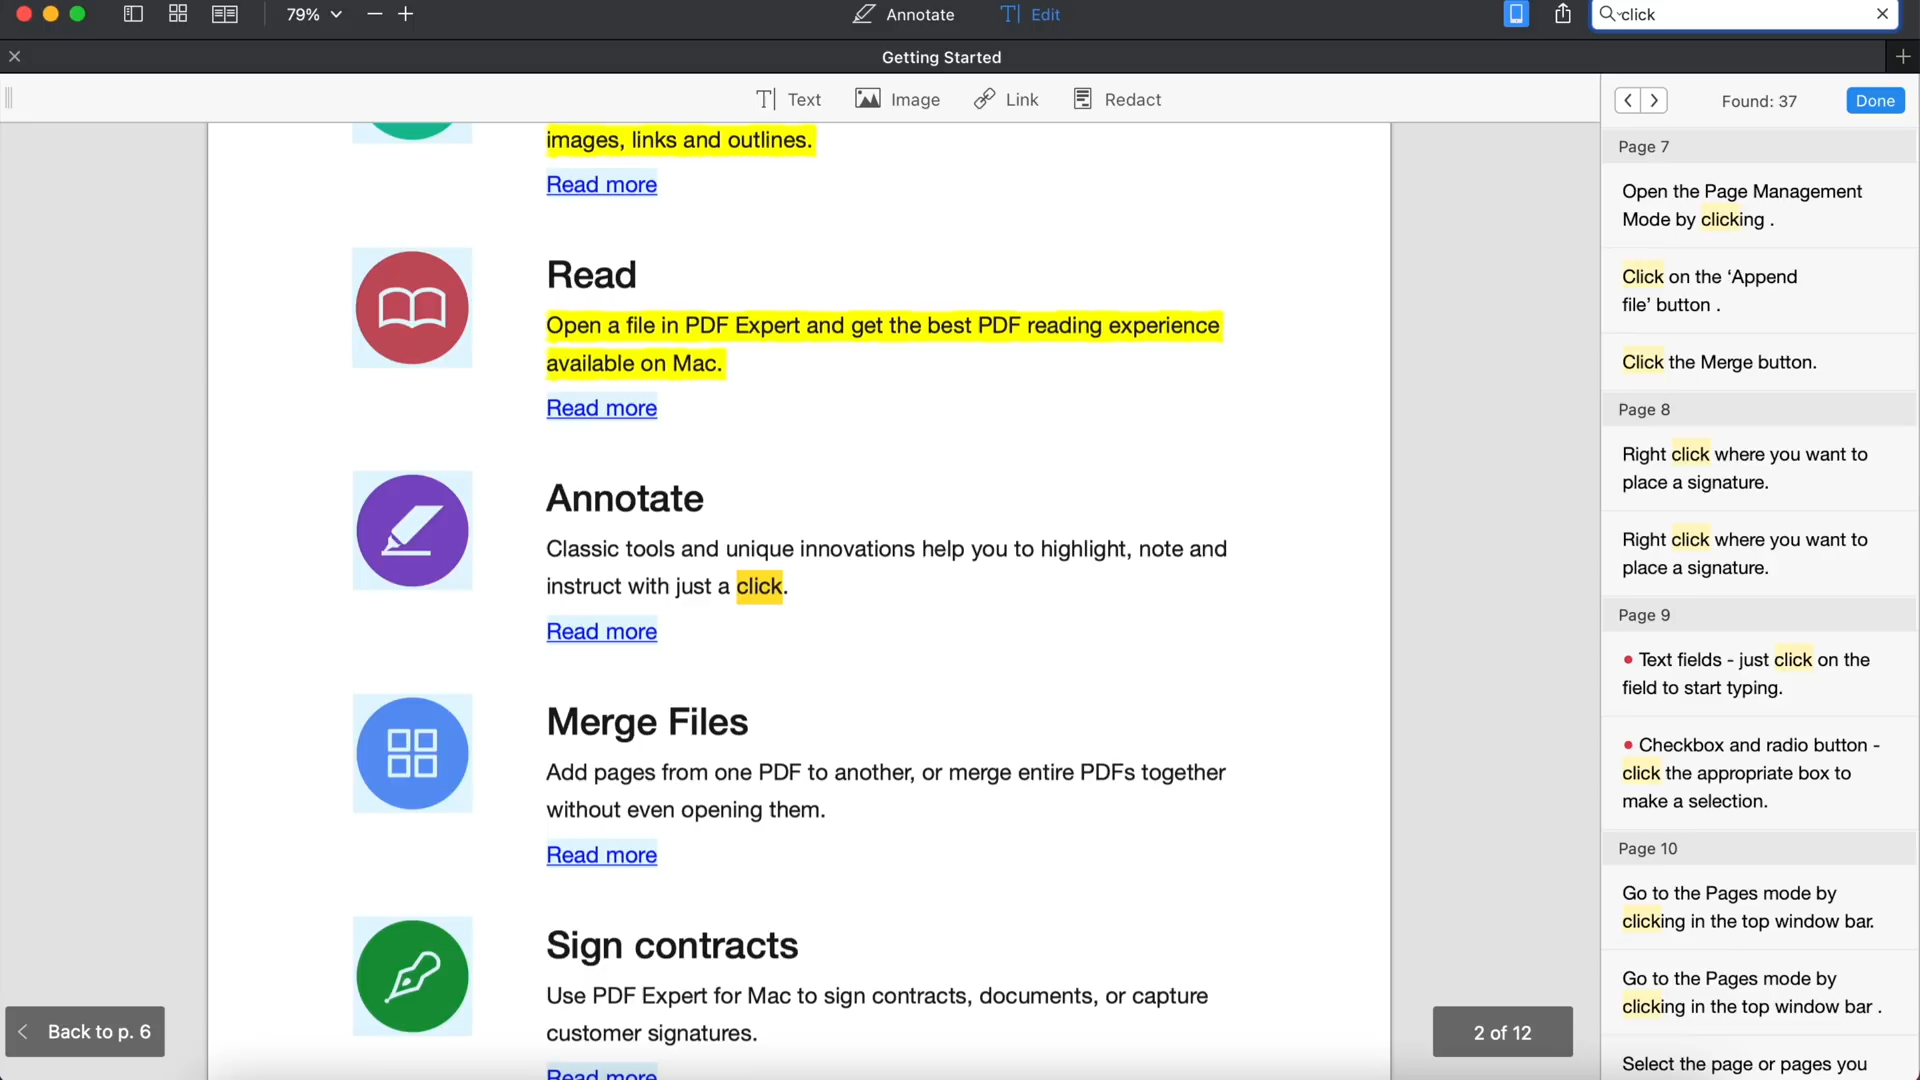 79%
Annotate
Edit
click
Getting Started
Text
Image
Link
Redact
Found: 37
Done
images, links and outlines.
Read more
Read
Open a file in PDF Expert and get the best PDF reading experience
available on Mac.
Read more
Annotate
Classic tools and unique innovations help you to highlight, note and
instruct with just a click.
Read more
Merge Files
Add pages from one PDF to another, or merge entire PDFs together
without even opening them.
Read more
Sign contracts
Use PDF Expert for Mac to sign contracts, documents, or capture
customer signatures.
Read more
Back to p. 6
2 of 12
Page 7
Open the Page Management
Mode by clicking .
Click on the ‘Append
file’ button .
Click the Merge button.
Page 8
Right click where you want to
place a signature.
Right click where you want to
place a signature.
Page 9
• Text fields - just click on the
field to start typing.
• Checkbox and radio button -
click the appropriate box to
make a selection.
Page 10
Go to the Pages mode by
clicking in the top window bar.
Go to the Pages mode by
clicking in the top window bar .
Select the page or pages you